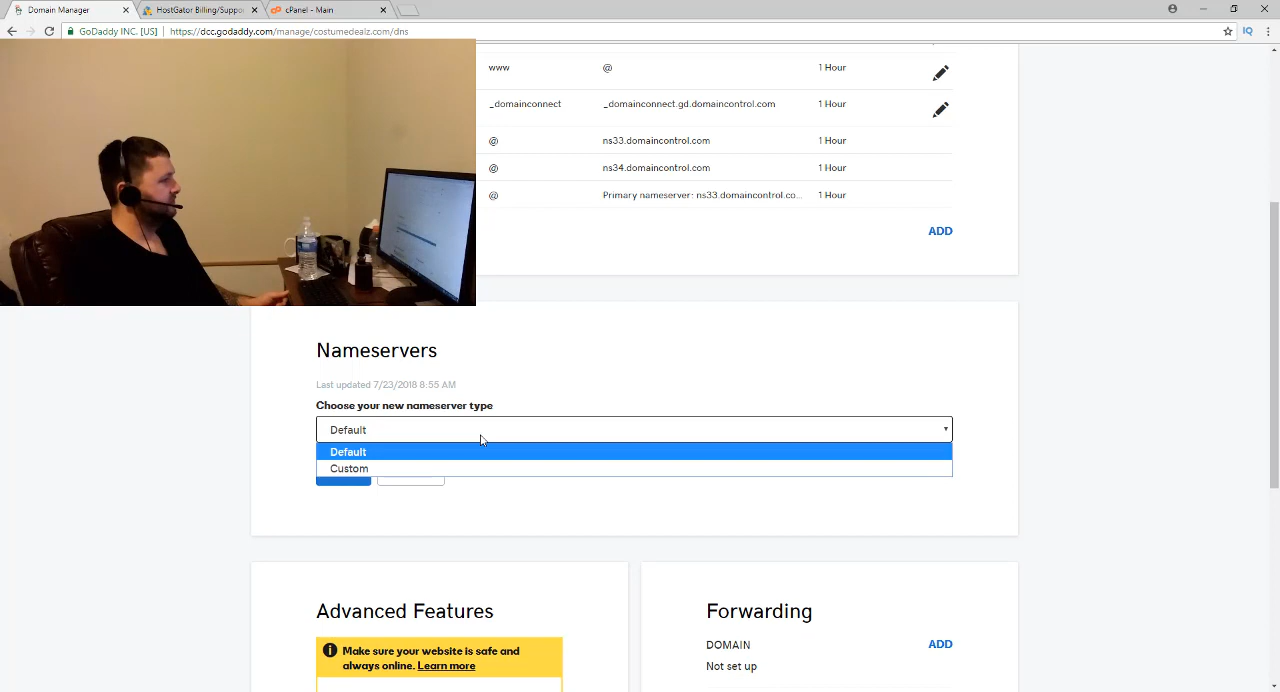 Domain Manager
HostGator Billing/Suppo
cPanel - Main
GoDaddy INC. [US]
https://dcc.godaddy.com/manage/costumedealz.com/dns
www @ 1 Hour
_domainconnect _domainconnect.gd.domaincontrol.com 1 Hour
@ ns33.domaincontrol.com 1 Hour
@ ns34.domaincontrol.com 1 Hour
@ Primary nameserver: ns33.domaincontrol.co... 1 Hour
ADD
Nameservers
Last updated 7/23/2018 8:55 AM
Choose your new nameserver type
Default
Default
Custom
Advanced Features
Make sure your website is safe and
always online. Learn more
Forwarding
DOMAIN ADD
Not set up